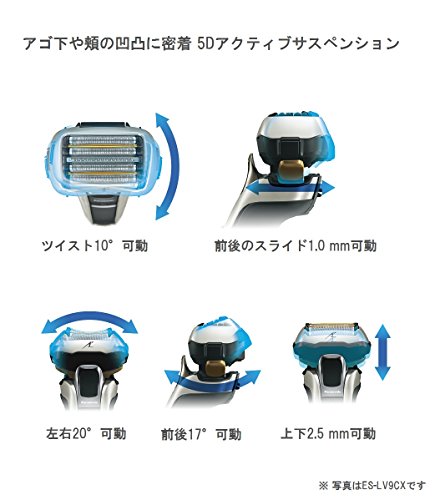 アゴ下や頬の凹凸に密着 5Dアクティブサスペンション
ツイスト10°可動
前後のスライド1.0 mm可動
左右20°可動
前後17°可動
上下2.5 mm可動
※ 写真はES-LV9CXです